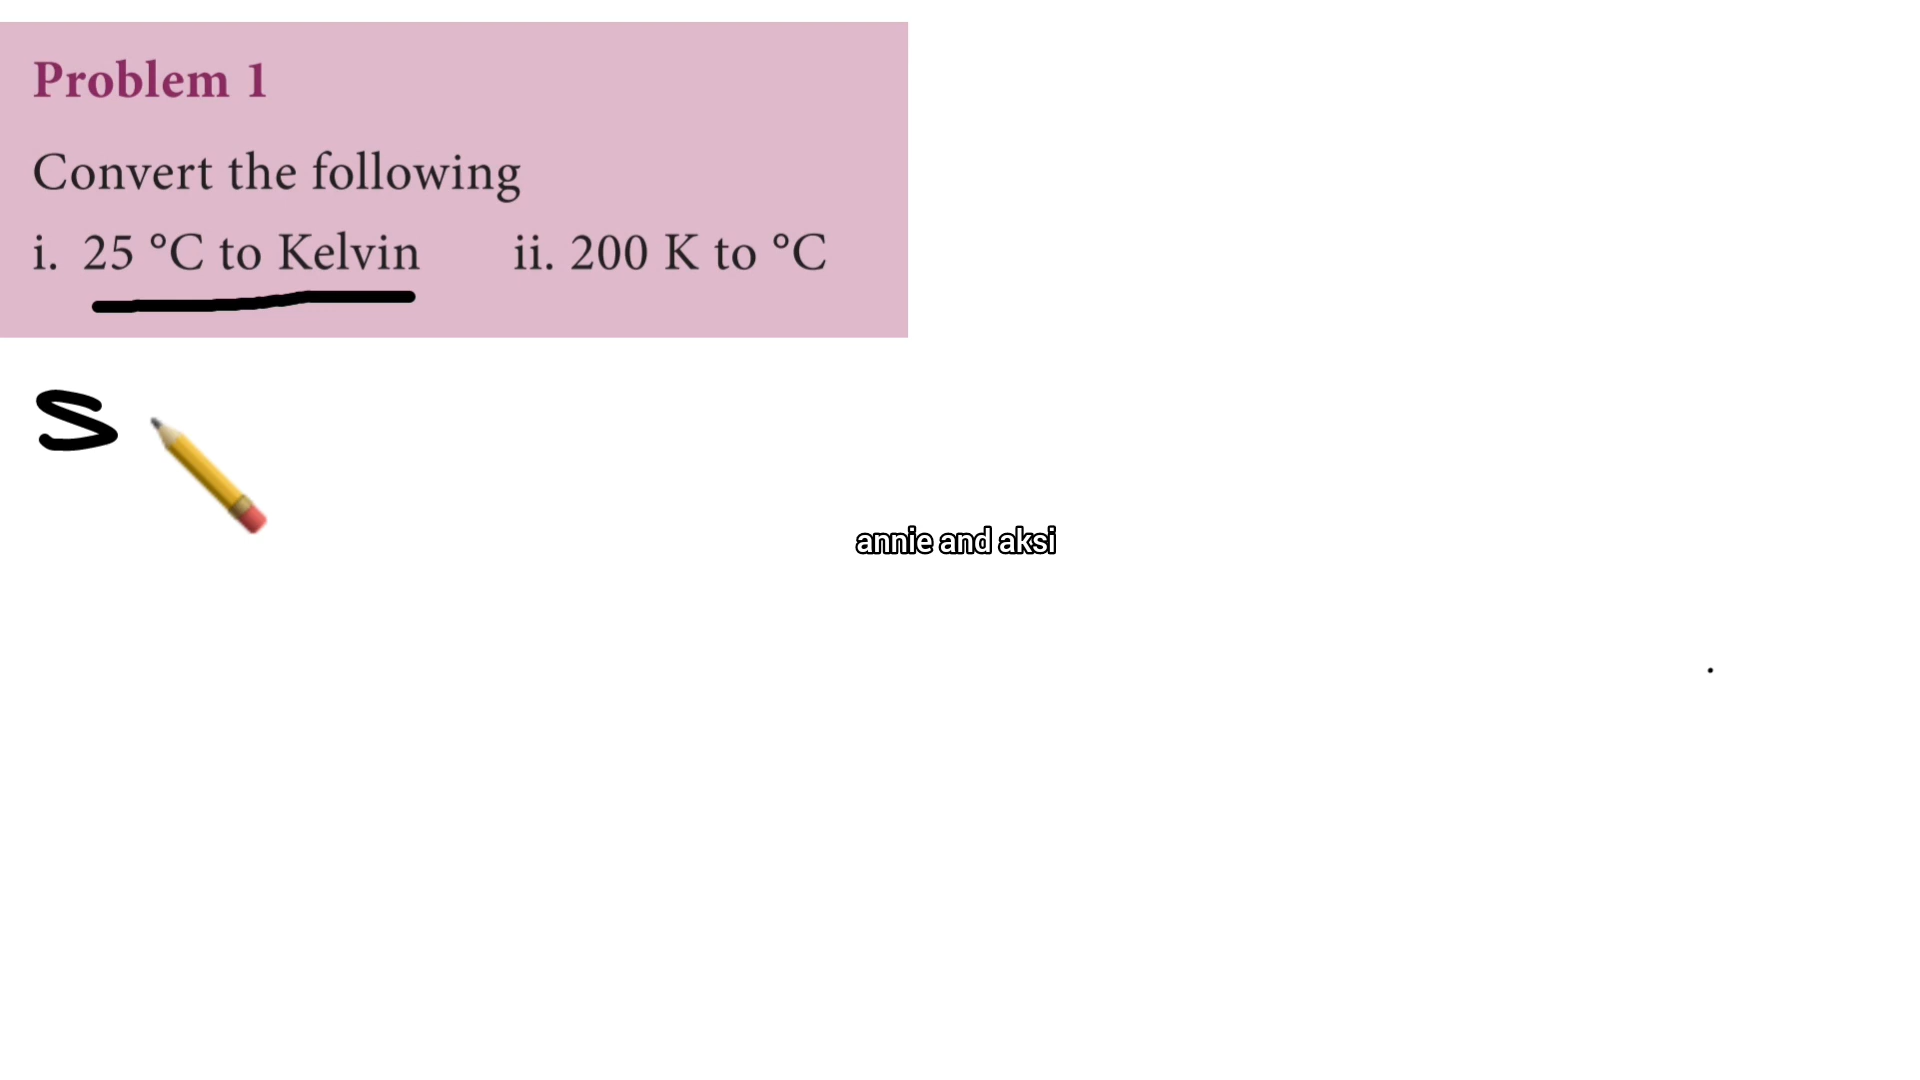 Problem 1
Convert the following
i. 25 °C to Kelvin ii. 200 K to °C
S
annie and aksi